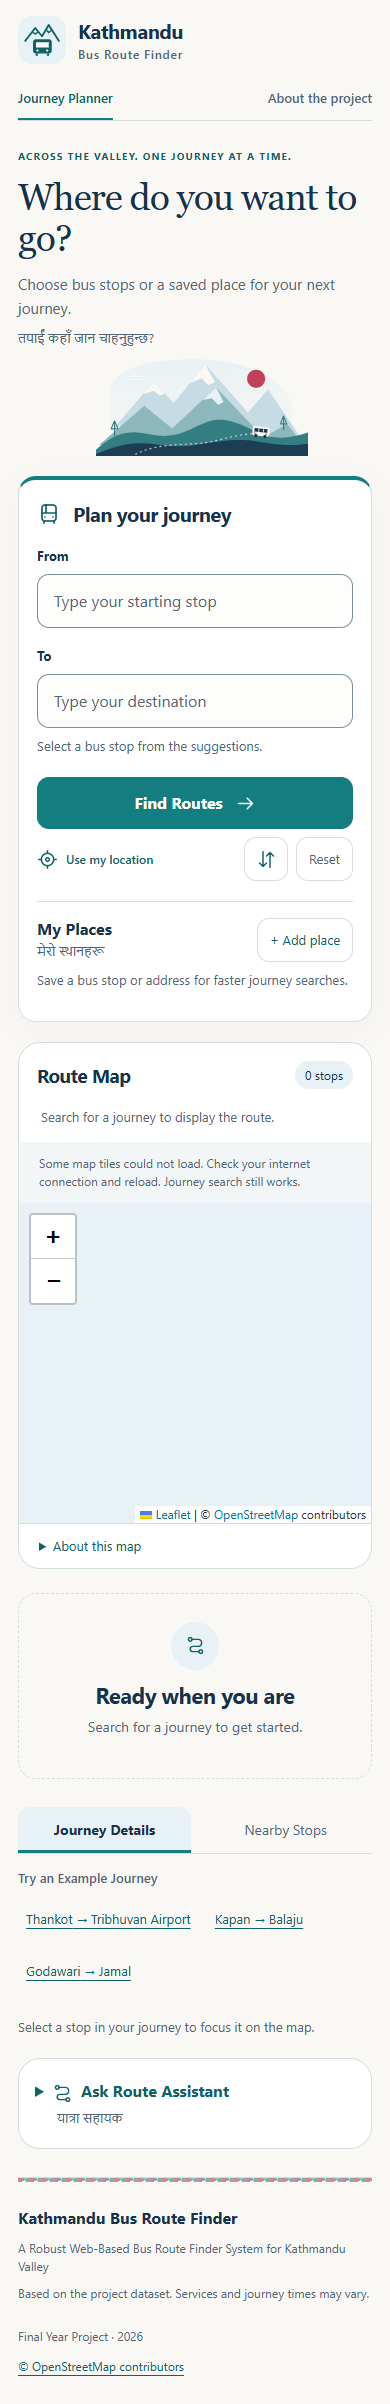 Kathmandu
Bus Route Finder
Journey Planner
About the project
ACROSS THE VALLEY. ONE JOURNEY AT A TIME.
Where do you want to
go?
Choose bus stops or a saved place for your next
journey.
तपाईं कहाँ जान चाहनुहुन्छ?
Plan your journey
From
Type your starting stop
To
Type your destination
Select a bus stop from the suggestions.
Find Routes →
Use my location
Reset
My Places
मेरो स्थानहरू
+ Add place
Save a bus stop or address for faster journey searches.
Route Map
0 stops
Search for a journey to display the route.
Some map tiles could not load. Check your internet
connection and reload. Journey search still works.
+
−
Leaflet | © OpenStreetMap contributors
▶ About this map
Ready when you are
Search for a journey to get started.
Journey Details
Nearby Stops
Try an Example Journey
Thankot → Tribhuvan Airport
Kapan → Balaju
Godawari → Jamal
Select a stop in your journey to focus it on the map.
▶ Ask Route Assistant
यात्रा सहायक
Kathmandu Bus Route Finder
A Robust Web-Based Bus Route Finder System for Kathmandu
Valley
Based on the project dataset. Services and journey times may vary.
Final Year Project · 2026
© OpenStreetMap contributors